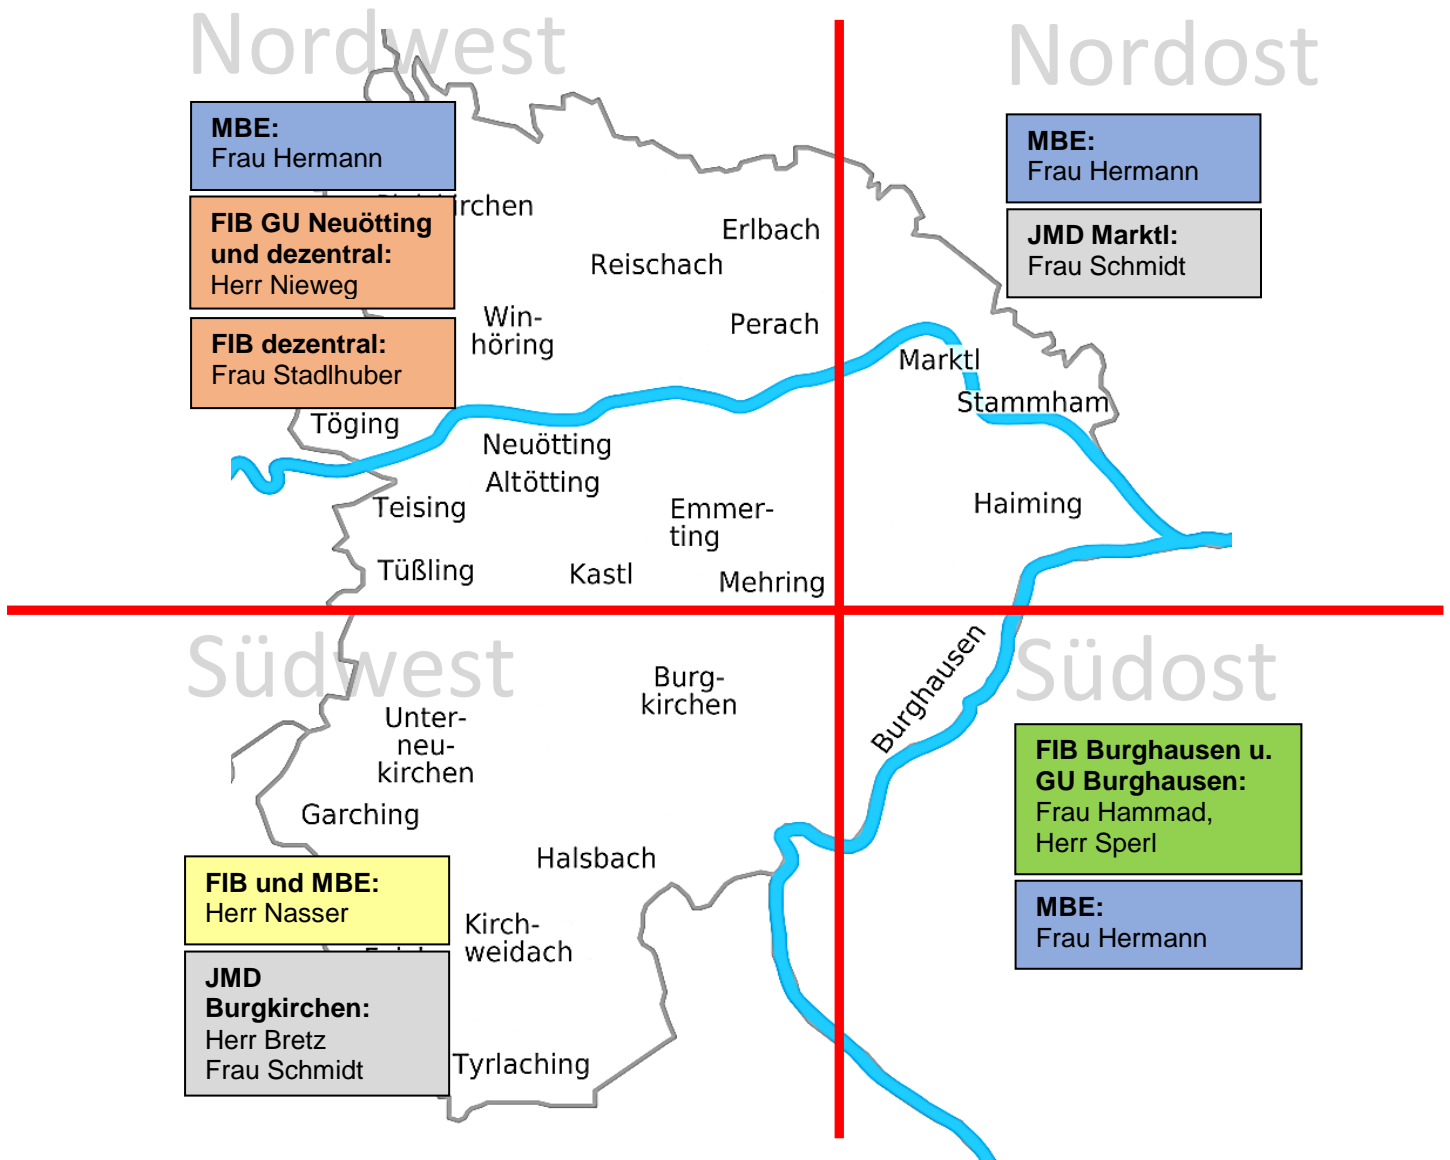 Nordwest
MBE:
Frau Hermann
FIB GU Neuötting
und dezentral:
Herr Nieweg
FIB dezentral:
Frau Stadlhuber
Erlbach
Reischach
Win-
höring
Perach
Töging
Neuötting
Altötting
Teising
Emmer-
ting
Tüßling
Kastl
Mehring
Nordost
MBE:
Frau Hermann
JMD Marktl:
Frau Schmidt
Marktl
Stammham
Haiming
Südwest
Burg-
kirchen
Unter-
neu-
kirchen
Garching
Halsbach
FIB und MBE:
Herr Nasser
Kirch-
weidach
JMD
Burgkirchen:
Herr Bretz
Frau Schmidt
Tyrlaching
Südost
Burghausen
FIB Burghausen u.
GU Burghausen:
Frau Hammad,
Herr Sperl
MBE:
Frau Hermann